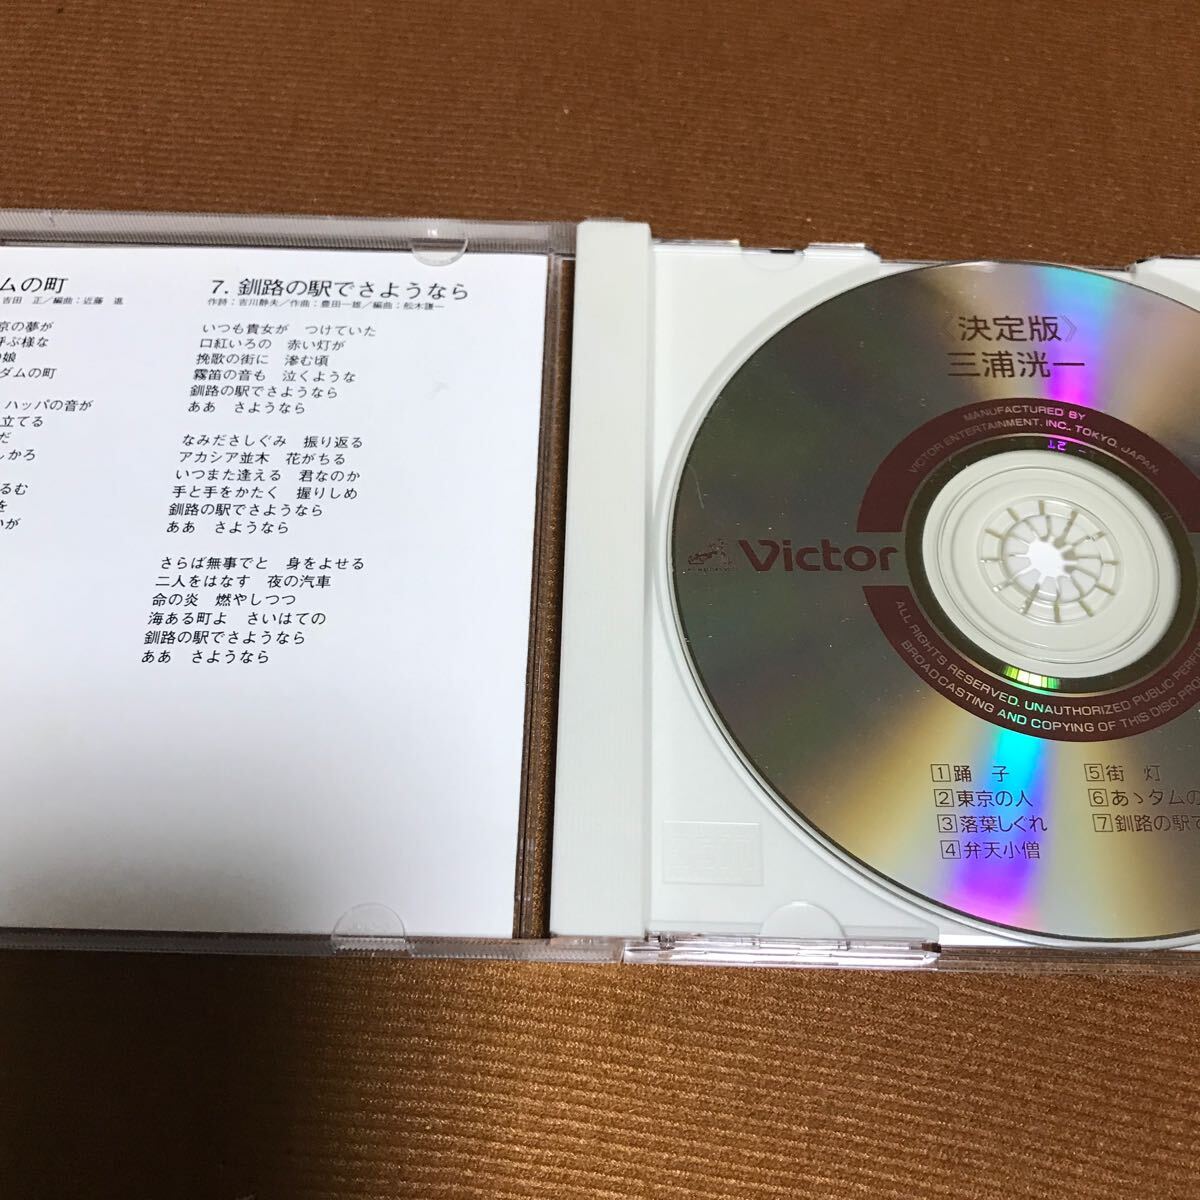 ムの町
吉田　正／編曲：近藤　進
京の夢が
呼ぶ様な
娘
ダムの町
ハッパの音が
立てる
だ
しかろ
るむ
を
いが
7. 釧路の駅でさようなら
作詩：吉川静夫／作曲：豊田一雄／編曲：舩木謙一
いつも貴女が　つけていた
口紅いろの　赤い灯が
挽歌の街に　滲む頃
霧笛の音も　泣くような
釧路の駅でさようなら
ああ　さようなら
なみださしぐみ　振り返る
アカシア並木　花がちる
いつまた逢える　君なのか
手と手をかたく　握りしめ
釧路の駅でさようなら
ああ　さようなら
さらば無事でと　身をよせる
二人をはなす　夜の汽車
命の炎　燃やしつつ
海ある町よ　さいはての
釧路の駅でさようなら
ああ　さようなら
《決定版》
三浦洸一
MANUFACTURED BY
VICTOR ENTERTAINMENT, INC., TOKYO, JAPAN.
Victor
ALL RIGHTS RESERVED. UNAUTHORIZED PUBLIC
BROADCASTING AND COPYING OF THIS DISC
1 踊　子
2 東京の人
3 落葉しぐれ
4 弁天小僧
5 街　灯
6 あゝダムの
7 釧路の駅で